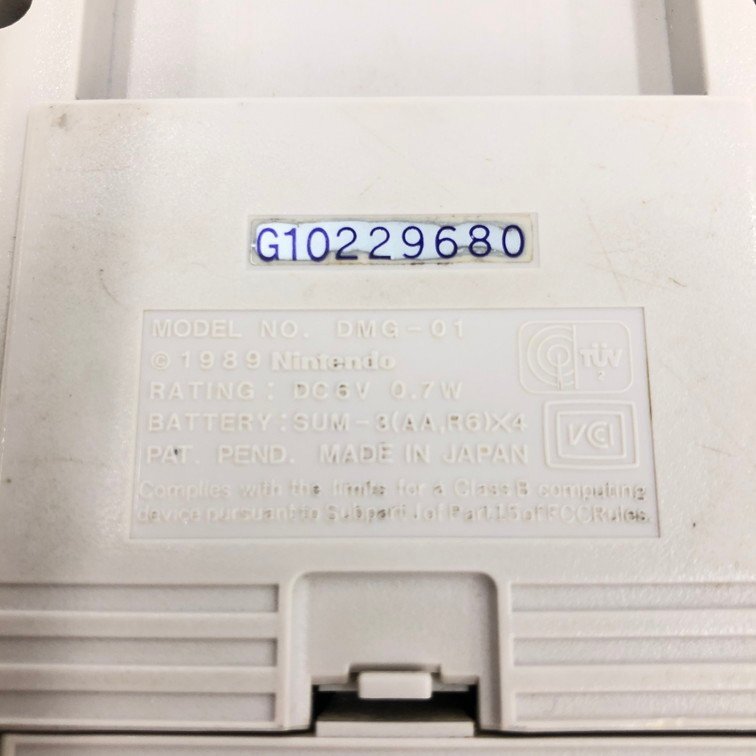 G10229680
MODEL NO. DMG-01
© 1989 Nintendo
RATING: DC6V 0.7W
BATTERY: SUM-3(AA,R6)X4
PAT. PEND. MADE IN JAPAN
TÜV
VCCI
Complies with the limits for a Class B computing
device pursuant to Subpart J of Part 15 of FCC Rules.